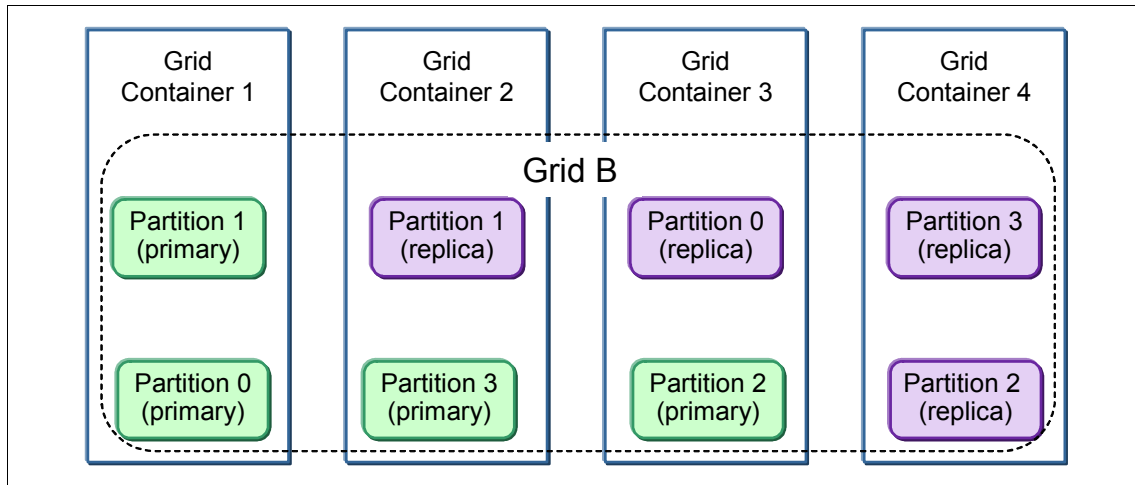 Grid
Container 1
Grid
Container 2
Grid
Container 3
Grid
Container 4
Grid B
Partition 1
(primary)
Partition 1
(replica)
Partition 0
(replica)
Partition 3
(replica)
Partition 0
(primary)
Partition 3
(primary)
Partition 2
(primary)
Partition 2
(replica)